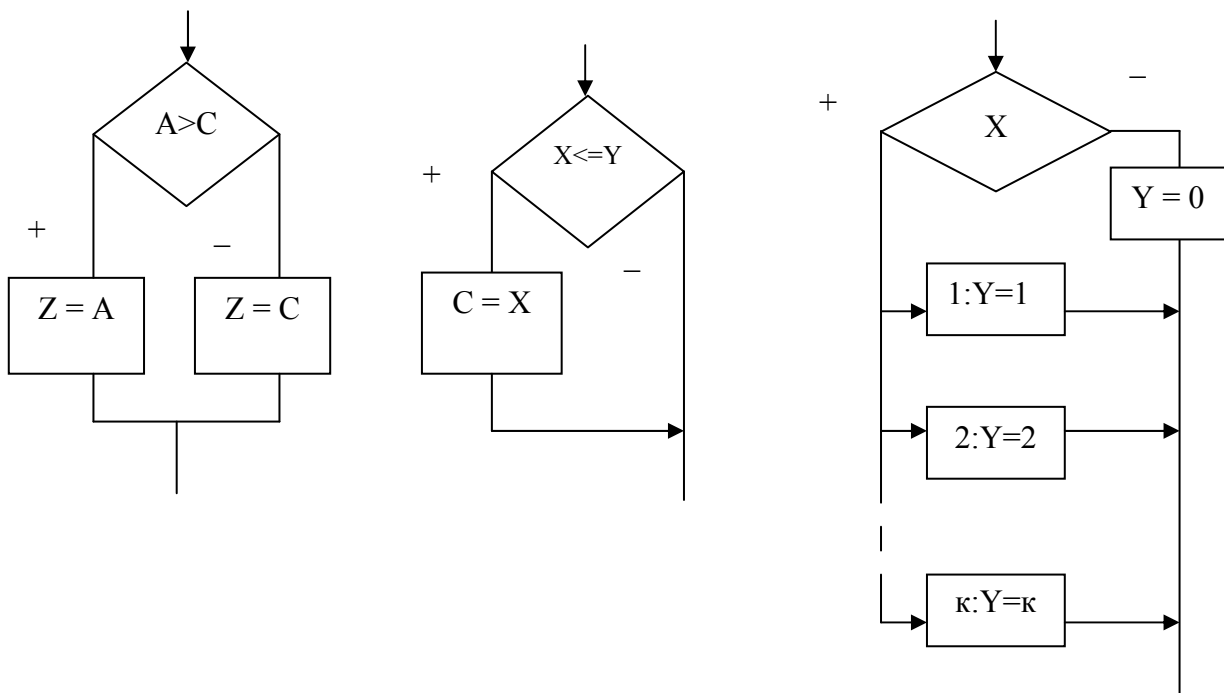 A>C
+
–
Z = A
Z = C
X<=Y
+
–
C = X
+
–
X
Y = 0
1:Y=1
2:Y=2
к:Y=к